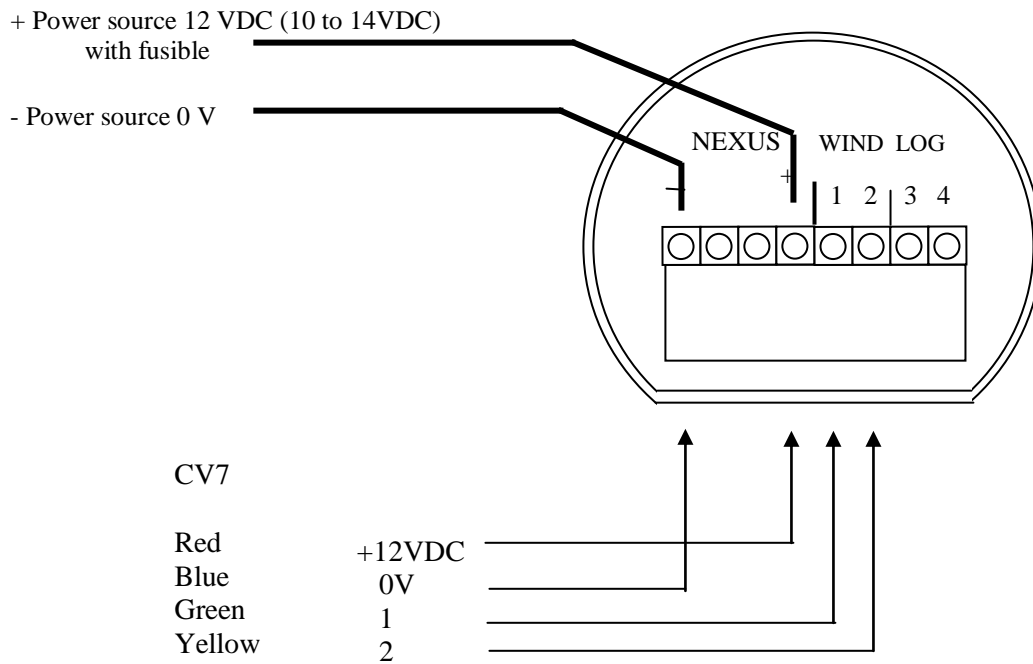 + Power source 12 VDC (10 to 14VDC)
with fusible
- Power source 0 V
NEXUS WIND LOG
- +
1 2 3 4
CV7
Red +12VDC
Blue 0V
Green 1
Yellow 2